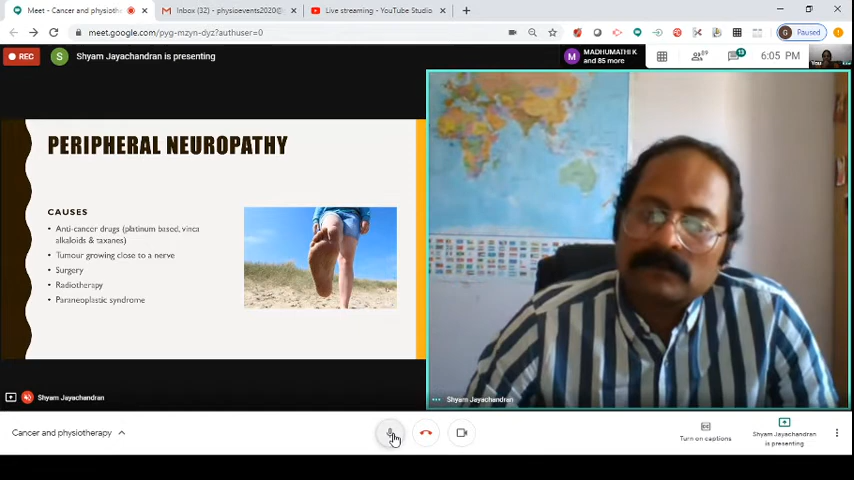 Meet - Cancer and physioth
Inbox (32) - physioevents2020@
Live streaming - YouTube Studio
meet.google.com/pyg-mzyn-dyz?authuser=0
Paused
REC
S
Shyam Jayachandran is presenting
M
MADHUMATHI K
and 85 more
89
13
6:05 PM
You
PERIPHERAL NEUROPATHY
CAUSES
• Anti-cancer drugs (platinum based, vinca
alkaloids & taxanes)
• Tumour growing close to a nerve
• Surgery
• Radiotherapy
• Paraneoplastic syndrome
Shyam Jayachandran
Shyam Jayachandran
Cancer and physiotherapy
Turn on captions
Shyam Jayachandran
is presenting